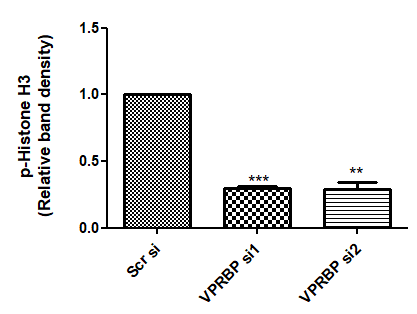 p-Histone H3
(Relative band density)
1.5
1.0
0.5
0.0
***
**
Scr si
VPRBP si1
VPRBP si2